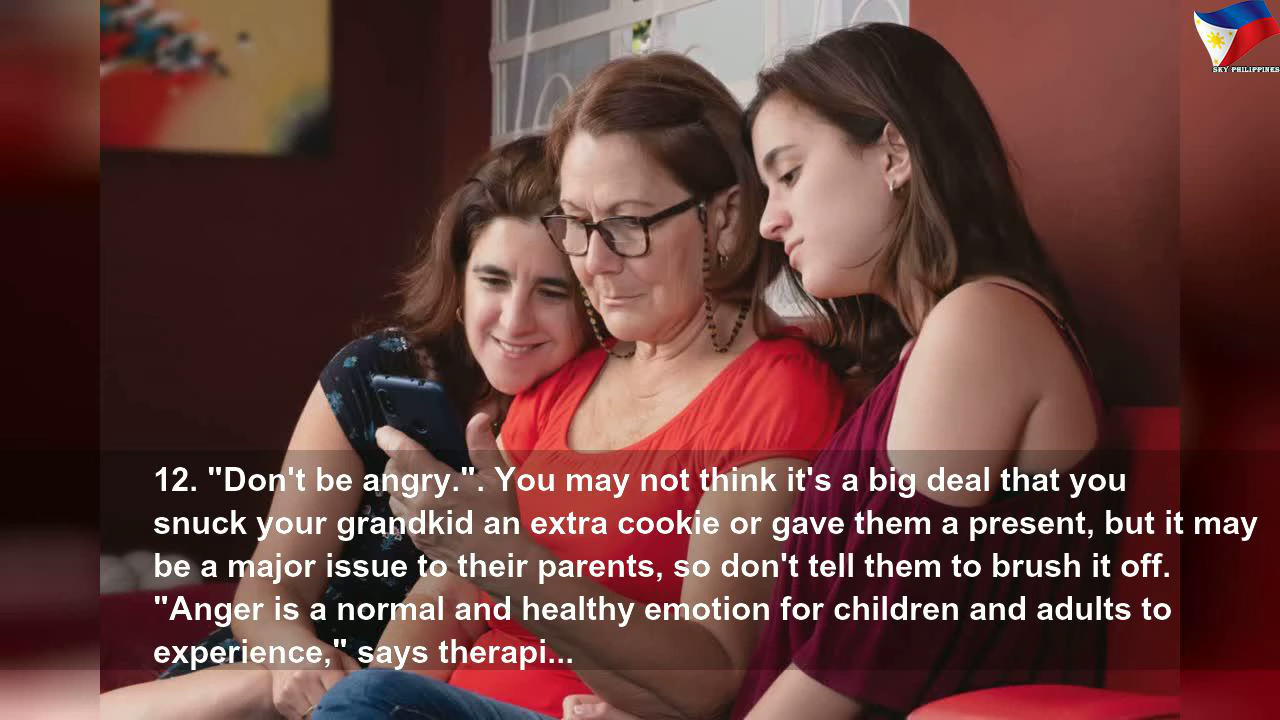 SKY PHILIPPINES
12. "Don't be angry.". You may not think it's a big deal that you
snuck your grandkid an extra cookie or gave them a present, but it may
be a major issue to their parents, so don't tell them to brush it off.
"Anger is a normal and healthy emotion for children and adults to
experience," says therapi...